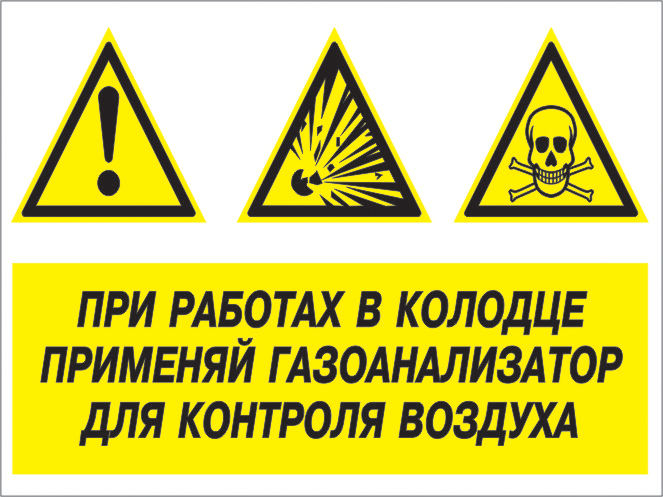 ПРИ РАБОТАХ В КОЛОДЦЕ
ПРИМЕНЯЙ ГАЗОАНАЛИЗАТОР
ДЛЯ КОНТРОЛЯ ВОЗДУХА